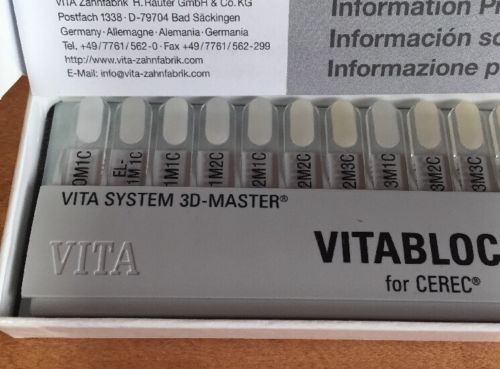 VITA Zahnfabrik H. Rauter GmbH & Co. KG
Postfach 1338 · D-79704 Bad Säckingen
Germany · Allemagne · Alemania · Germania
Tel. +49/7761/562-0 · Fax +49/7761/562-299
www.vita-zahnfabrik.com
E-Mail: info@vita-zahnfabrik.com
Information Pr
Información so
Informazione p
0M1C
EL-
1M1C
1M1C
1M2C
2M1C
2M2C
2M3C
3M1C
3M2C
3M3C
VITA SYSTEM 3D-MASTER®
VITA
VITABLOC
for CEREC®